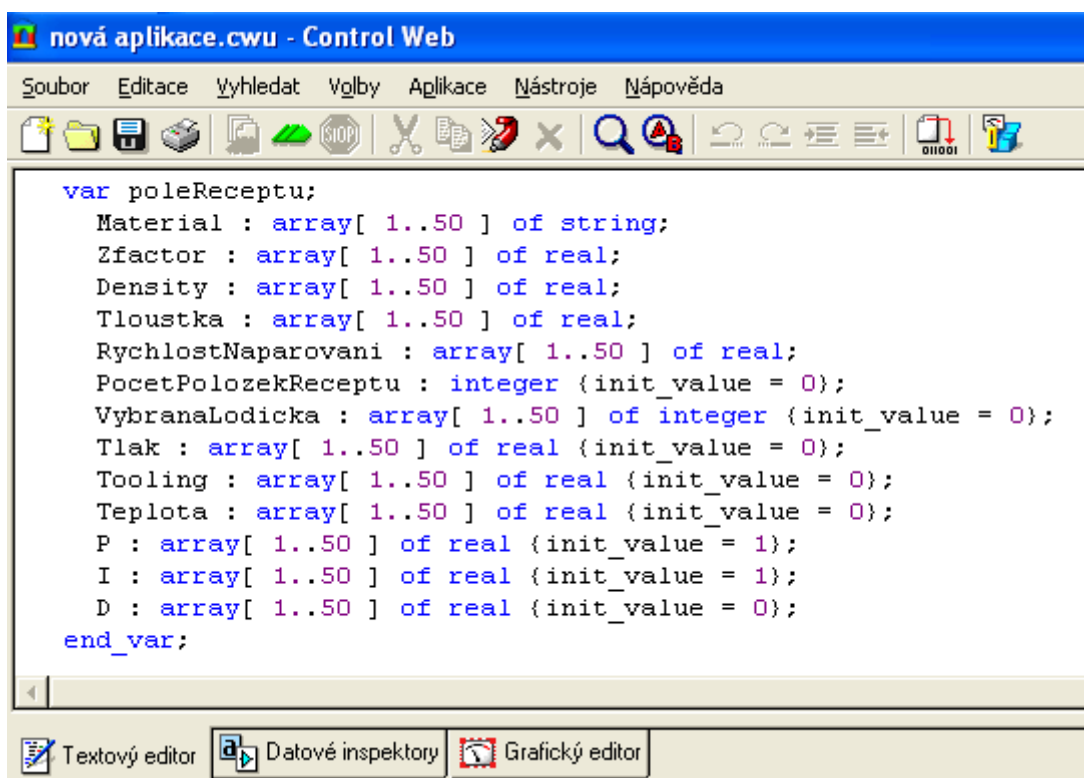 nová aplikace.cwu - Control Web
Soubor Editace Vyhledat Volby Aplikace Nástroje Nápověda
STOP A B 011001
var poleReceptu;
Material : array[ 1..50 ] of string;
Zfactor : array[ 1..50 ] of real;
Density : array[ 1..50 ] of real;
Tloustka : array[ 1..50 ] of real;
RychlostNaparovani : array[ 1..50 ] of real;
PocetPolozekReceptu : integer {init_value = 0};
VybranaLodicka : array[ 1..50 ] of integer {init_value = 0};
Tlak : array[ 1..50 ] of real {init_value = 0};
Tooling : array[ 1..50 ] of real {init_value = 0};
Teplota : array[ 1..50 ] of real {init_value = 0};
P : array[ 1..50 ] of real {init_value = 1};
I : array[ 1..50 ] of real {init_value = 1};
D : array[ 1..50 ] of real {init_value = 0};
end_var;
Textový editor a b Datové inspektory Grafický editor